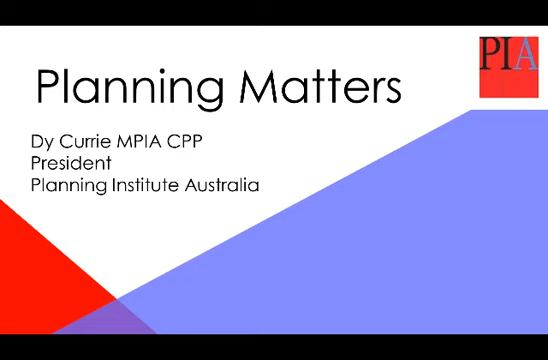 PIA
Planning Matters
Dy Currie MPIA CPP
President
Planning Institute Australia